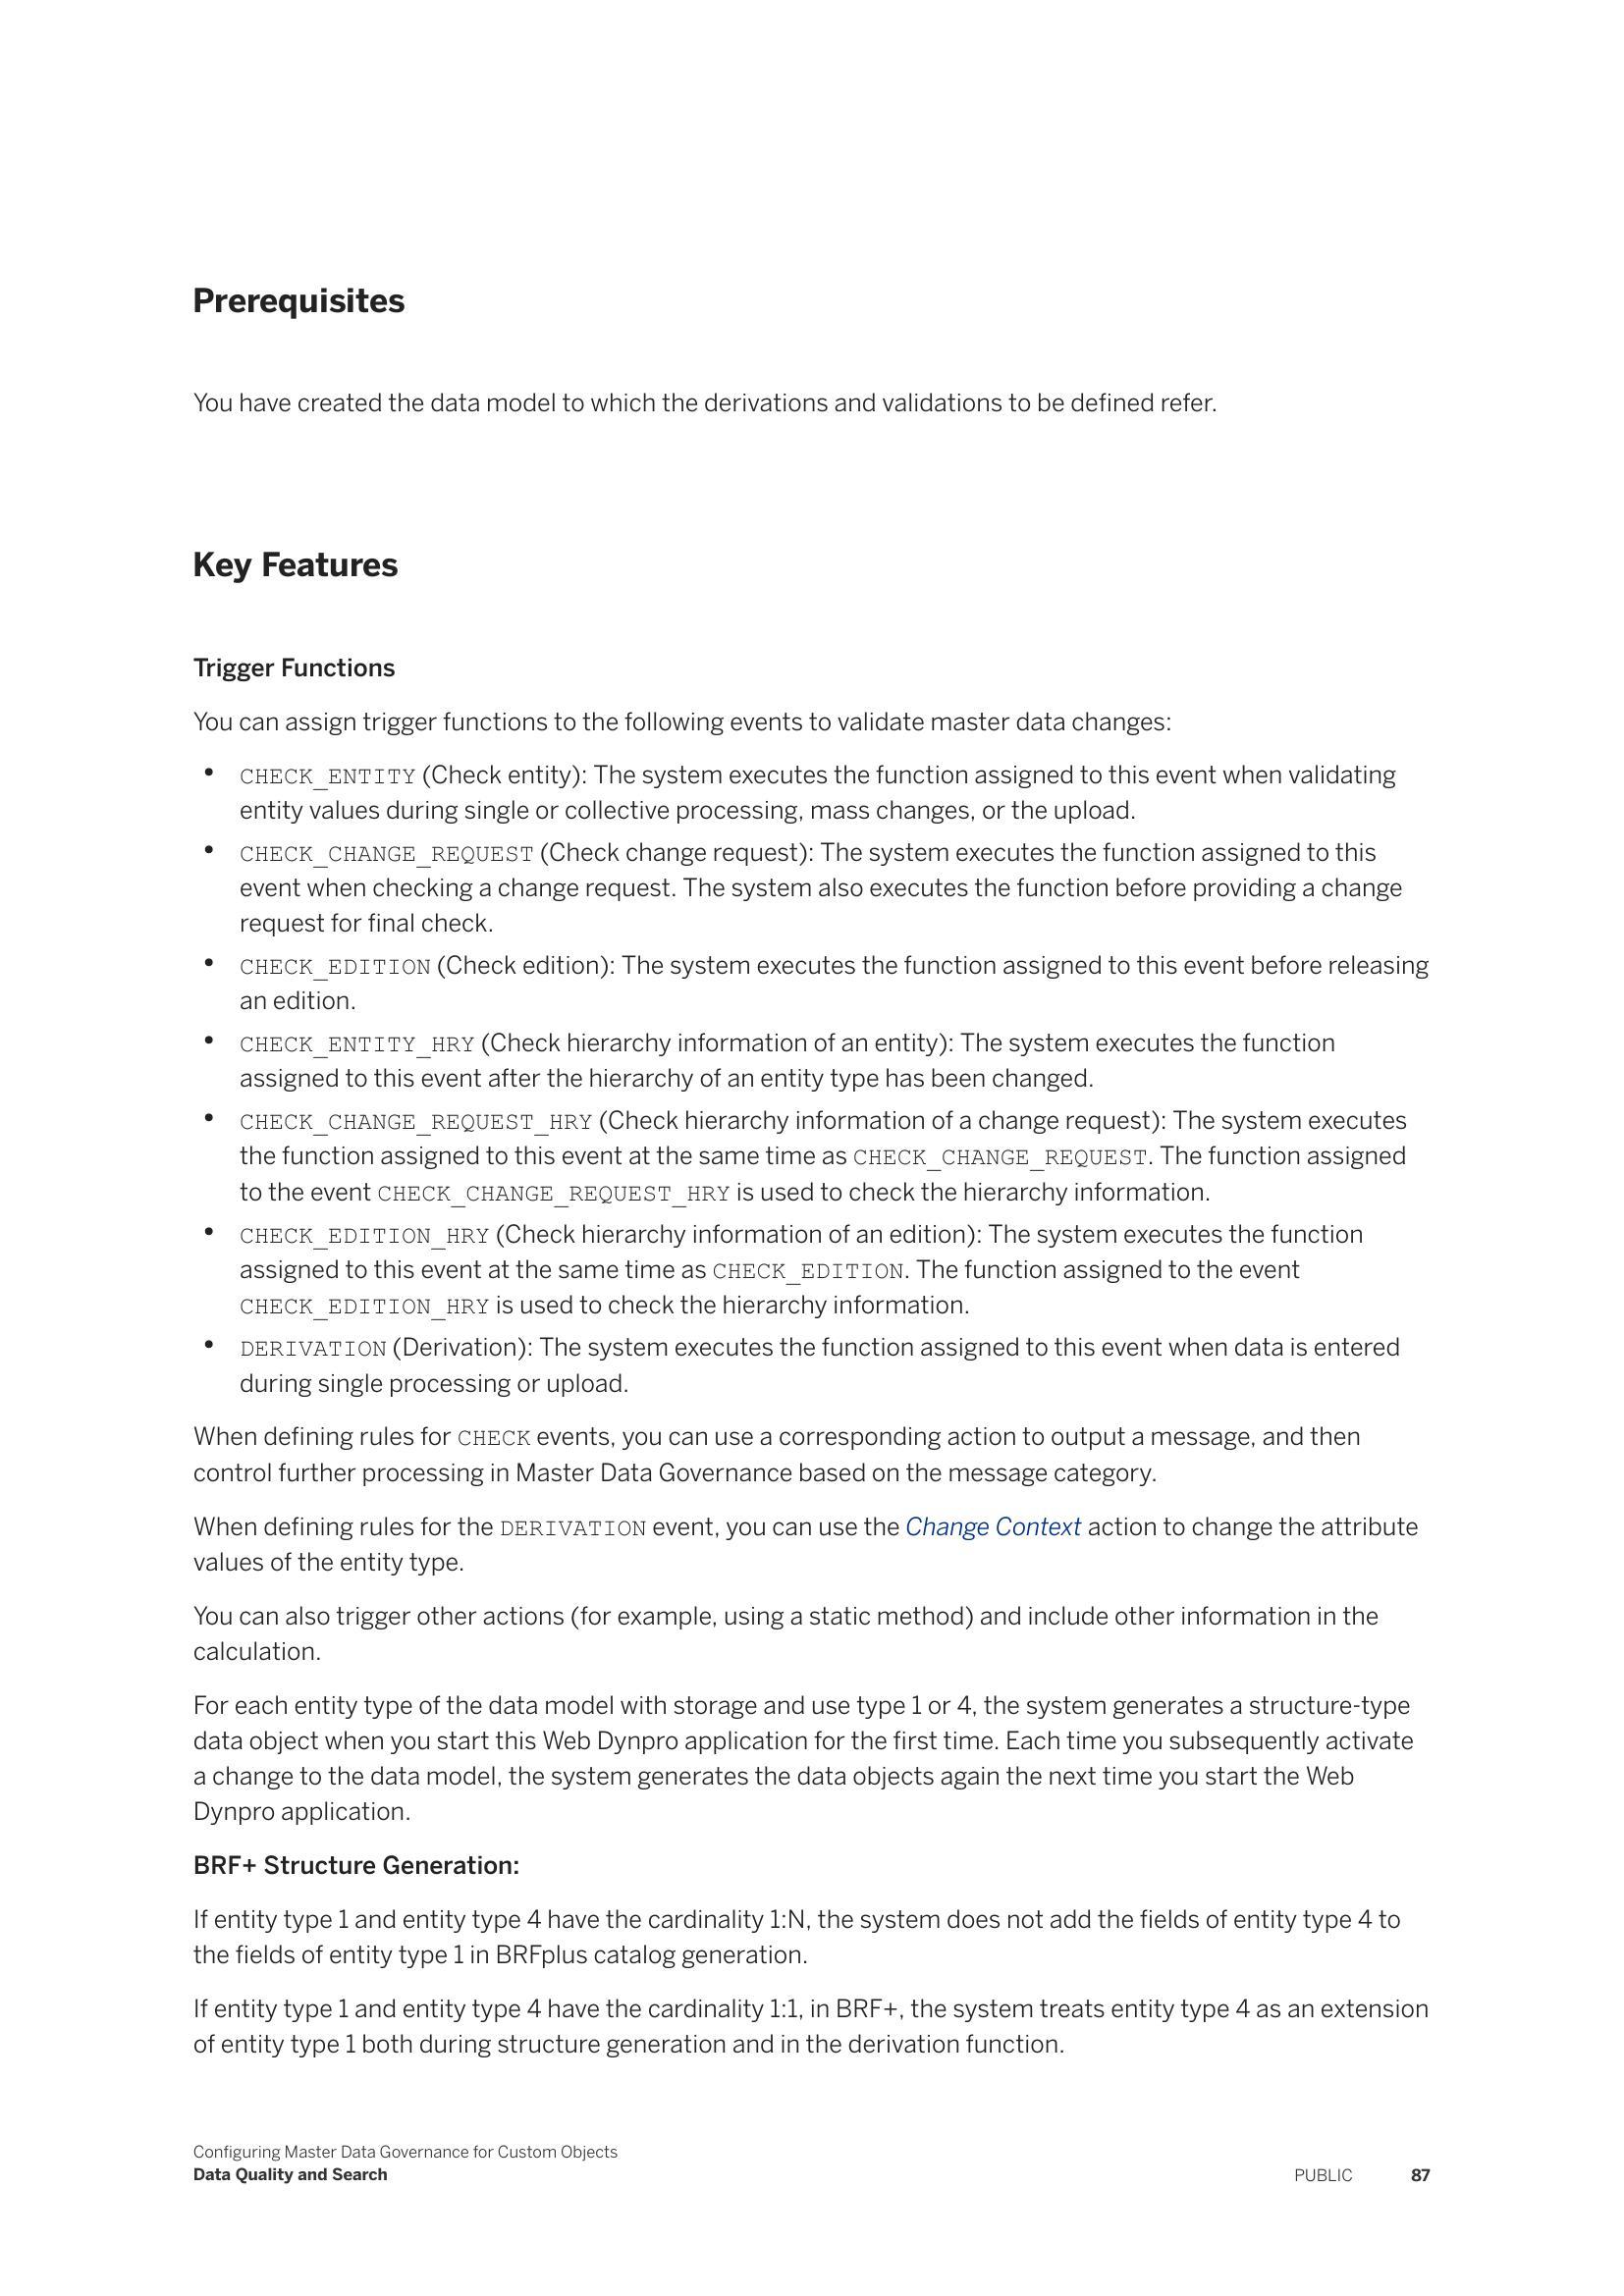 Prerequisites
You have created the data model to which the derivations and validations to be defined refer.
Key Features
Trigger Functions
You can assign trigger functions to the following events to validate master data changes:
• CHECK_ENTITY (Check entity): The system executes the function assigned to this event when validating
entity values during single or collective processing, mass changes, or the upload.
• CHECK_CHANGE_REQUEST (Check change request): The system executes the function assigned to this
event when checking a change request. The system also executes the function before providing a change
request for final check.
• CHECK_EDITION (Check edition): The system executes the function assigned to this event before releasing
an edition.
• CHECK_ENTITY_HRY (Check hierarchy information of an entity): The system executes the function
assigned to this event after the hierarchy of an entity type has been changed.
• CHECK_CHANGE_REQUEST_HRY (Check hierarchy information of a change request): The system executes
the function assigned to this event at the same time as CHECK_CHANGE_REQUEST. The function assigned
to the event CHECK_CHANGE_REQUEST_HRY is used to check the hierarchy information.
• CHECK_EDITION_HRY (Check hierarchy information of an edition): The system executes the function
assigned to this event at the same time as CHECK_EDITION. The function assigned to the event
CHECK_EDITION_HRY is used to check the hierarchy information.
• DERIVATION (Derivation): The system executes the function assigned to this event when data is entered
during single processing or upload.
When defining rules for CHECK events, you can use a corresponding action to output a message, and then
control further processing in Master Data Governance based on the message category.
When defining rules for the DERIVATION event, you can use the Change Context action to change the attribute
values of the entity type.
You can also trigger other actions (for example, using a static method) and include other information in the
calculation.
For each entity type of the data model with storage and use type 1 or 4, the system generates a structure-type
data object when you start this Web Dynpro application for the first time. Each time you subsequently activate
a change to the data model, the system generates the data objects again the next time you start the Web
Dynpro application.
BRF+ Structure Generation:
If entity type 1 and entity type 4 have the cardinality 1:N, the system does not add the fields of entity type 4 to
the fields of entity type 1 in BRFplus catalog generation.
If entity type 1 and entity type 4 have the cardinality 1:1, in BRF+, the system treats entity type 4 as an extension
of entity type 1 both during structure generation and in the derivation function.
Configuring Master Data Governance for Custom Objects
Data Quality and Search
PUBLIC 87